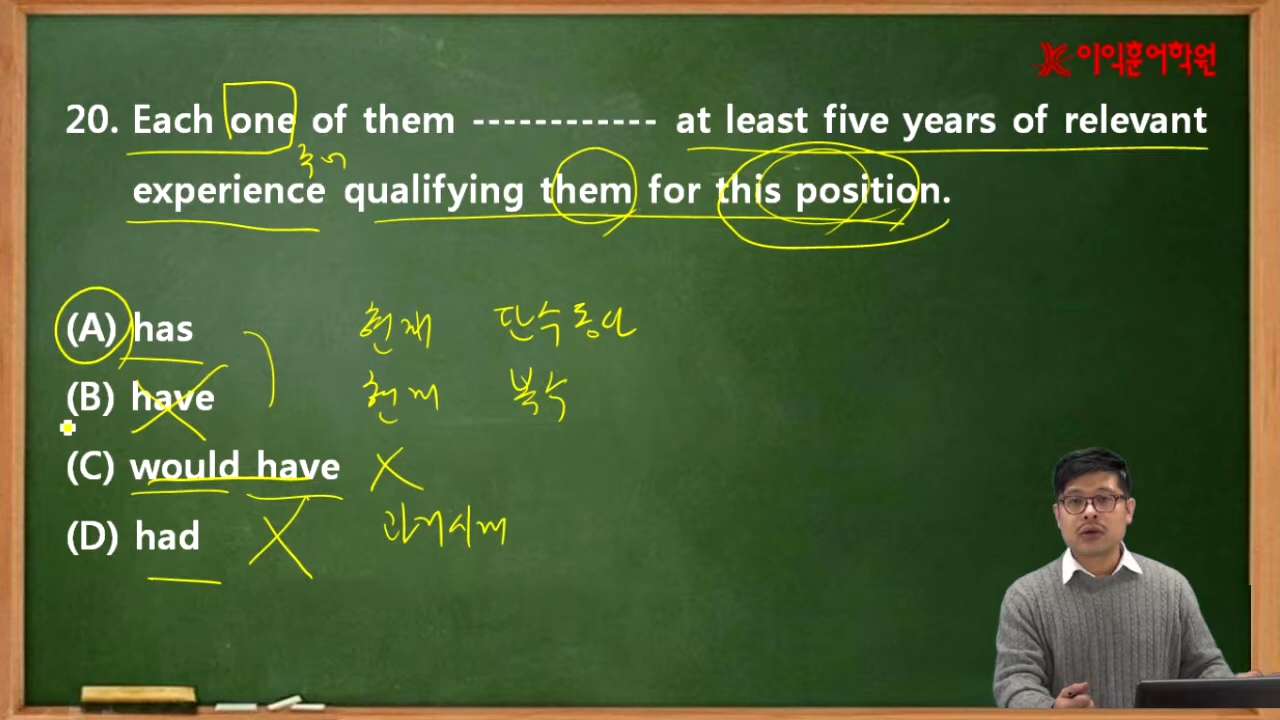 이익훈어학원
20. Each one of them ------------ at least five years of relevant
주어
experience qualifying them for this position.
(A) has 현재 단수동사
(B) have 현재 복수
(C) would have X
(D) had X 과거시제